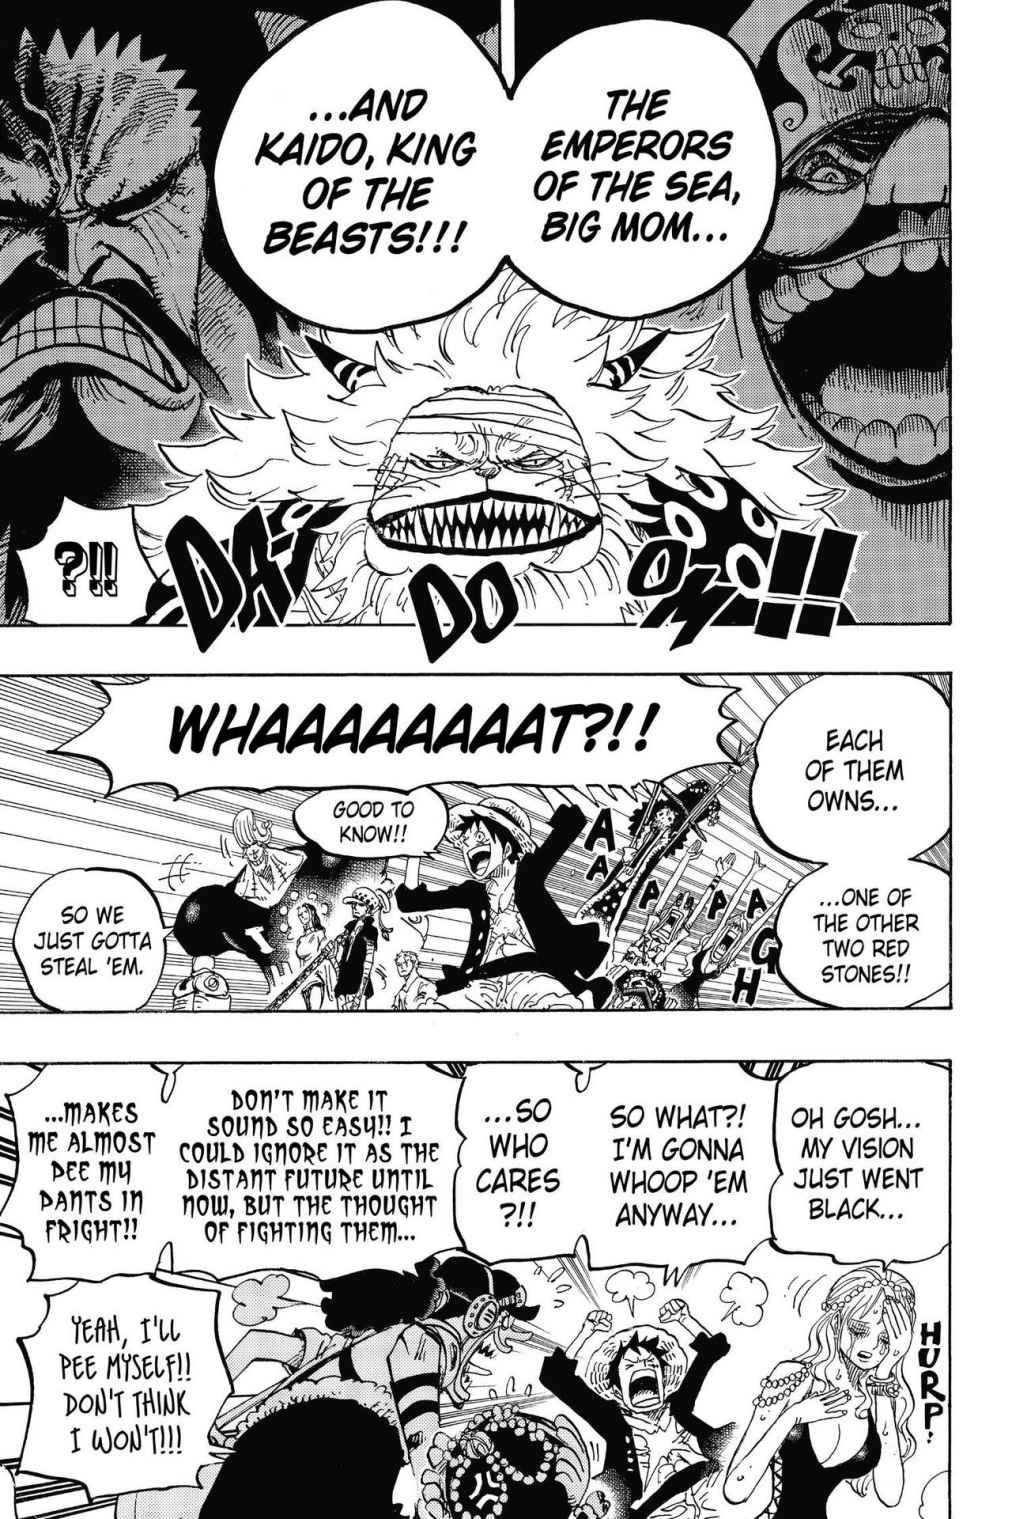 THE
EMPERORS
OF THE SEA,
BIG MOM...
...AND
KAIDO, KING
OF THE
BEASTS!!!
?!!
DA-
DO
OM!!
EACH
OF THEM
OWNS...
...ONE OF
THE OTHER
TWO RED
STONES!!
WHAAAAAAAAT?!!
AAAPPPAGH
GOOD TO
KNOW!!
SO WE
JUST GOTTA
STEAL 'EM.
OH GOSH...
MY VISION
JUST WENT
BLACK...
HURP!
SO WHAT?!
I'M GONNA
WHOOP 'EM
ANYWAY...
...SO
WHO
CARES
?!!
DON'T MAKE IT
SOUND SO EASY!! I
COULD IGNORE IT AS THE
DISTANT FUTURE UNTIL
NOW, BUT THE THOUGHT
OF FIGHTING THEM...
...MAKES
ME ALMOST
PEE MY
PANTS IN
FRIGHT!!
YEAH, I'LL
PEE MYSELF!!
DON'T THINK
I WON'T!!!